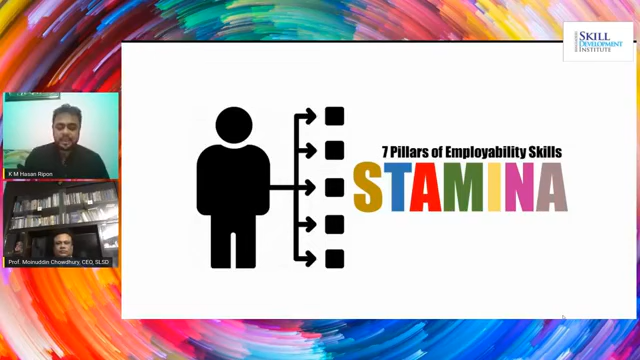 SKILL
DEVELOPMENT
INSTITUTE
7 Pillars of Employability Skills
STAMINA
K M Hasan Ripon
Prof. Moinuddin Chowdhury, CEO, SLSD